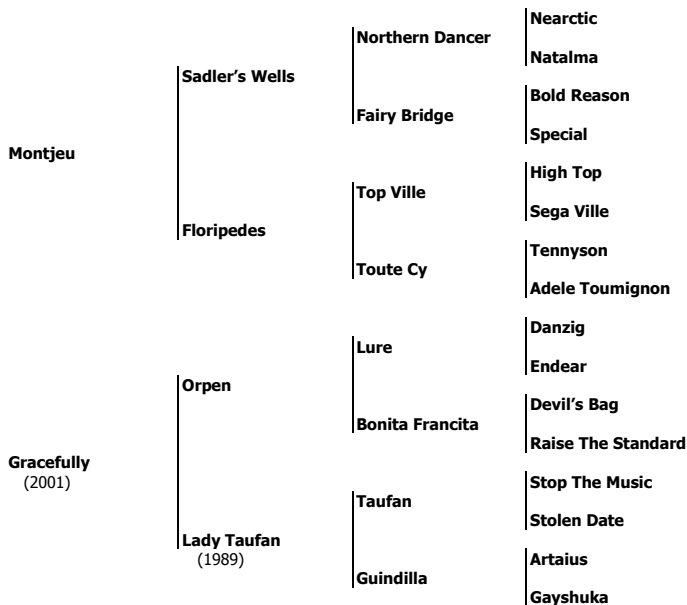 Montjeu
Gracefully
(2001)
Sadler's Wells
Floripedes
Orpen
Lady Taufan
(1989)
Northern Dancer
Fairy Bridge
Top Ville
Toute Cy
Lure
Bonita Francita
Taufan
Guindilla
Nearctic
Natalma
Bold Reason
Special
High Top
Sega Ville
Tennyson
Adele Toumignon
Danzig
Endear
Devil's Bag
Raise The Standard
Stop The Music
Stolen Date
Artaius
Gayshuka